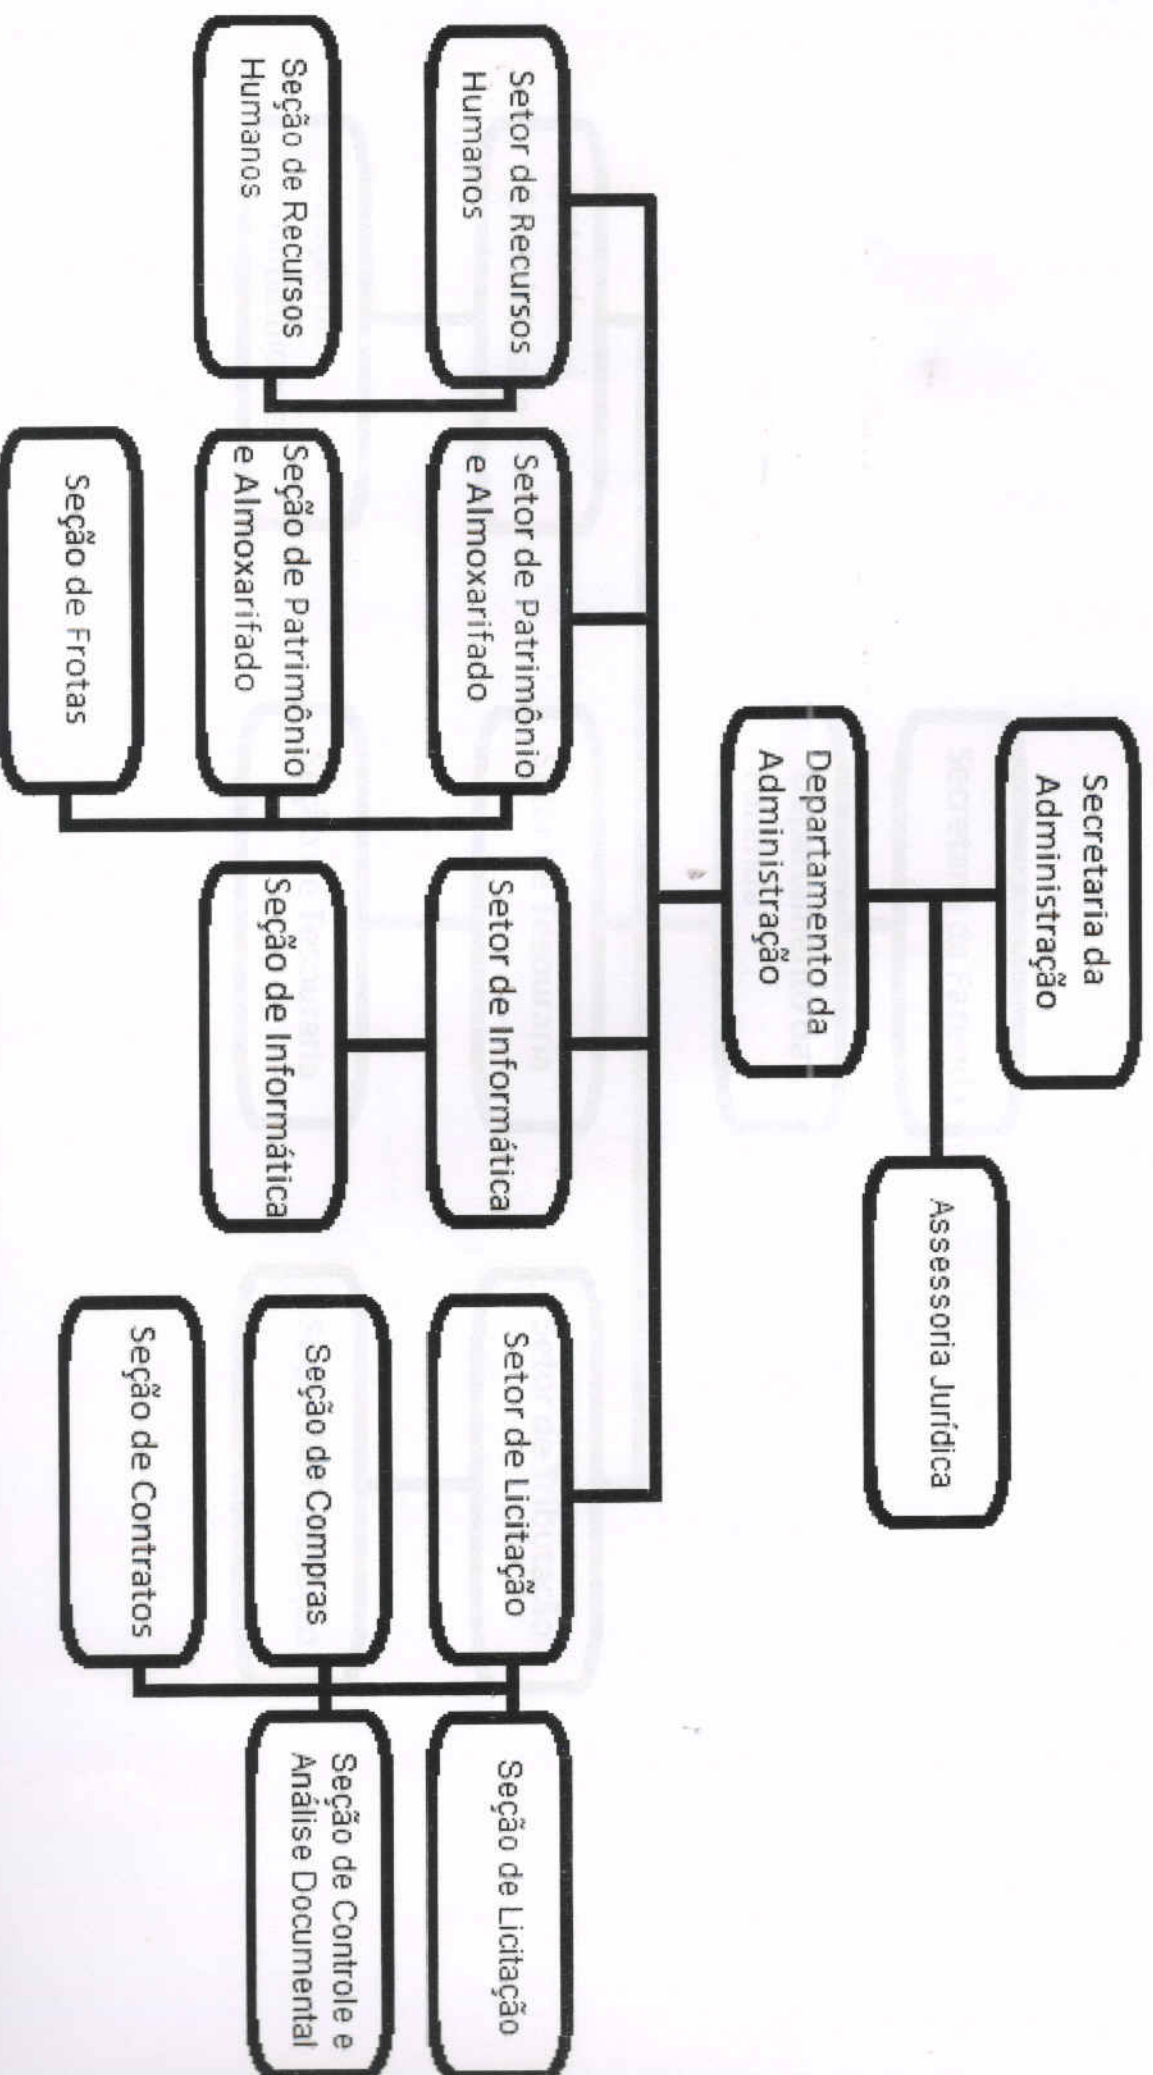 Secretaria da
Administração
Assessoria Jurídica
Departamento da
Administração
Setor de Recursos
Humanos
Setor de Patrimônio
e Almoxarifado
Setor de Informática
Setor de Licitação
Seção de Licitação
Seção de Recursos
Humanos
Seção de Patrimônio
e Almoxarifado
Seção de Informática
Seção de Compras
Seção de Controle e
Análise Documental
Seção de Frotas
Seção de Contratos